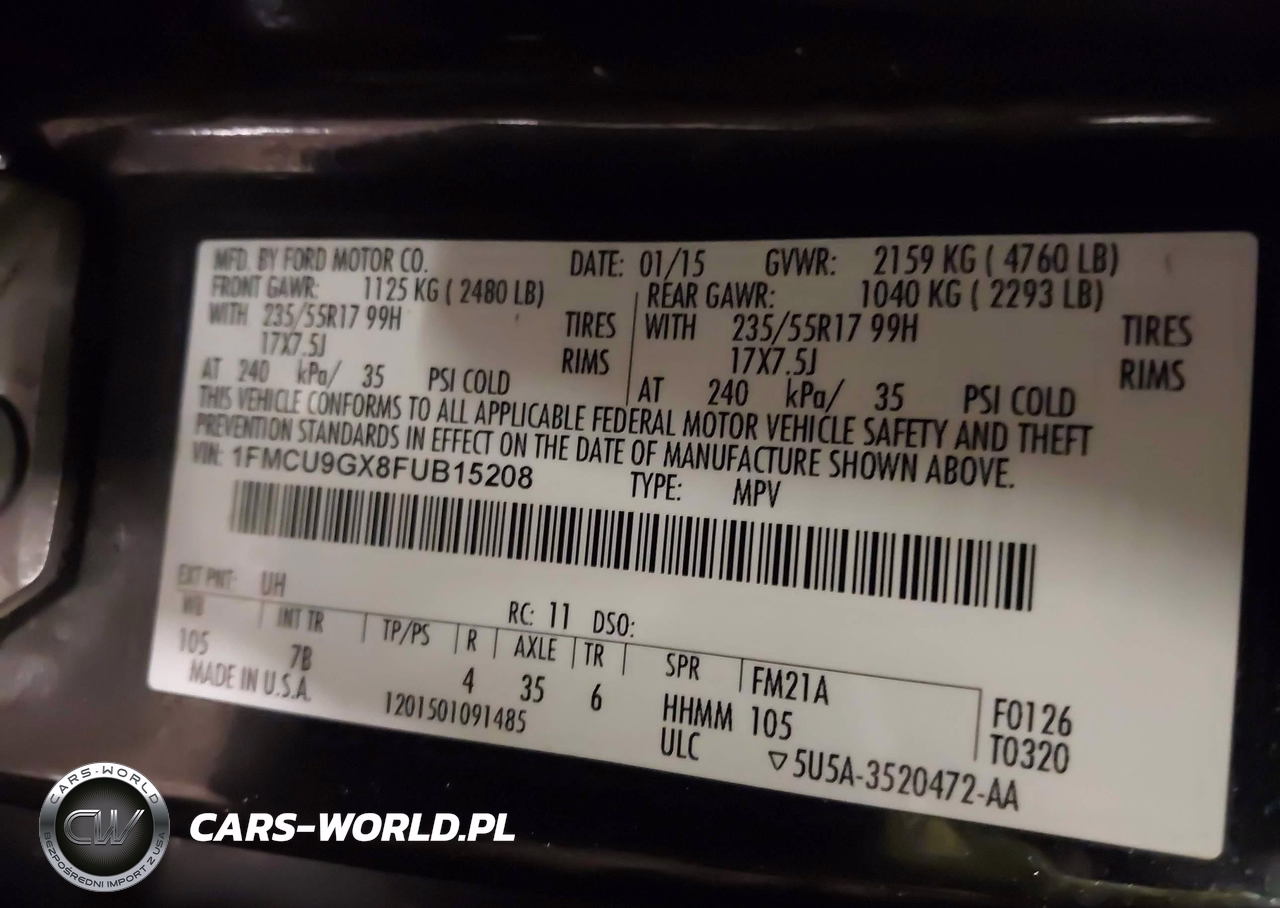 MFD. BY FORD MOTOR CO. DATE: 01/15 GVWR: 2159 KG ( 4760 LB)
FRONT GAWR: 1125 KG ( 2480 LB) REAR GAWR: 1040 KG ( 2293 LB)
WITH 235/55R17 99H TIRES WITH 235/55R17 99H TIRES
17X7.5J RIMS 17X7.5J RIMS
AT 240 kPa/ 35 PSI COLD AT 240 kPa/ 35 PSI COLD
THIS VEHICLE CONFORMS TO ALL APPLICABLE FEDERAL MOTOR VEHICLE SAFETY AND THEFT
PREVENTION STANDARDS IN EFFECT ON THE DATE OF MANUFACTURE SHOWN ABOVE.
VIN: 1FMCU9GX8FUB15208 TYPE: MPV
EXT PNT: UH RC: 11 DSO:
WB INT TR TP/PS R AXLE TR SPR FM21A F0126
105 7B 4 35 6 HHMM 105 T0320
MADE IN U.S.A. 1201501091485 ULC ▽5U5A-3520472-AA
CARS-WORLD
CW
BEZPOŚREDNI IMPORT Z USA
CARS-WORLD.PL